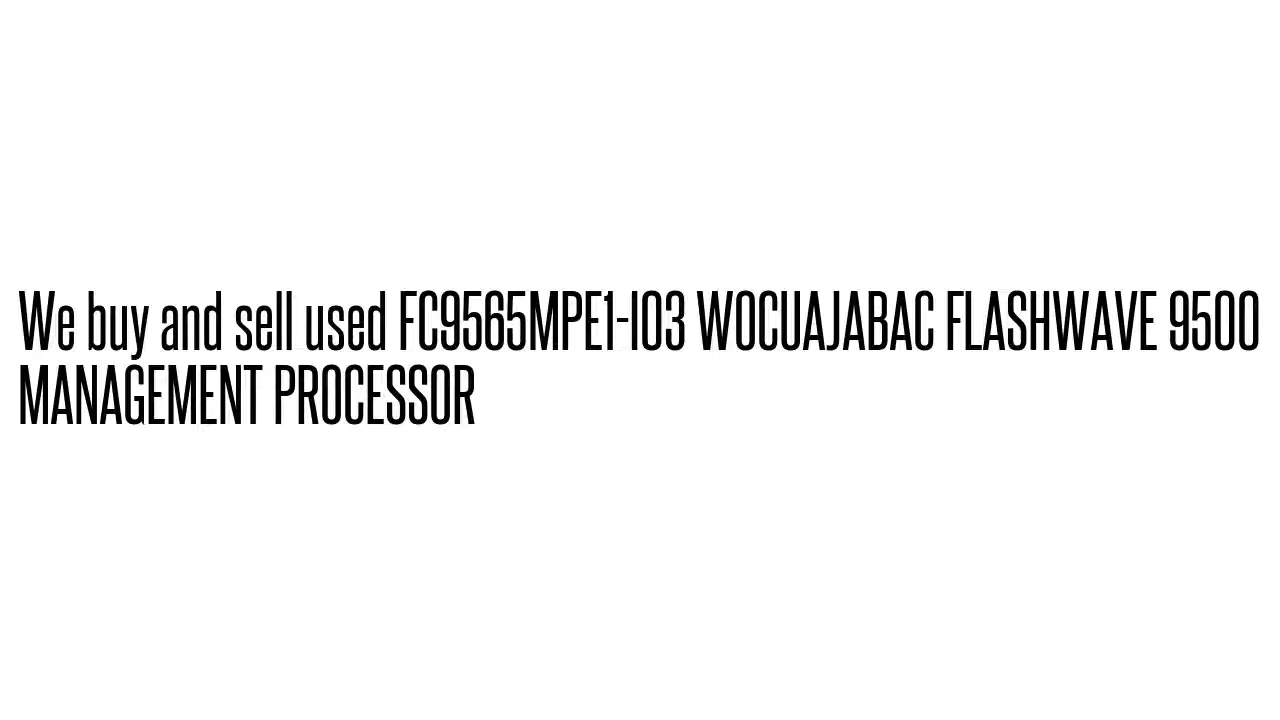 We buy and sell used FC9565MPE1-I03 WOCUAJABAC FLASHWAVE 9500
MANAGEMENT PROCESSOR